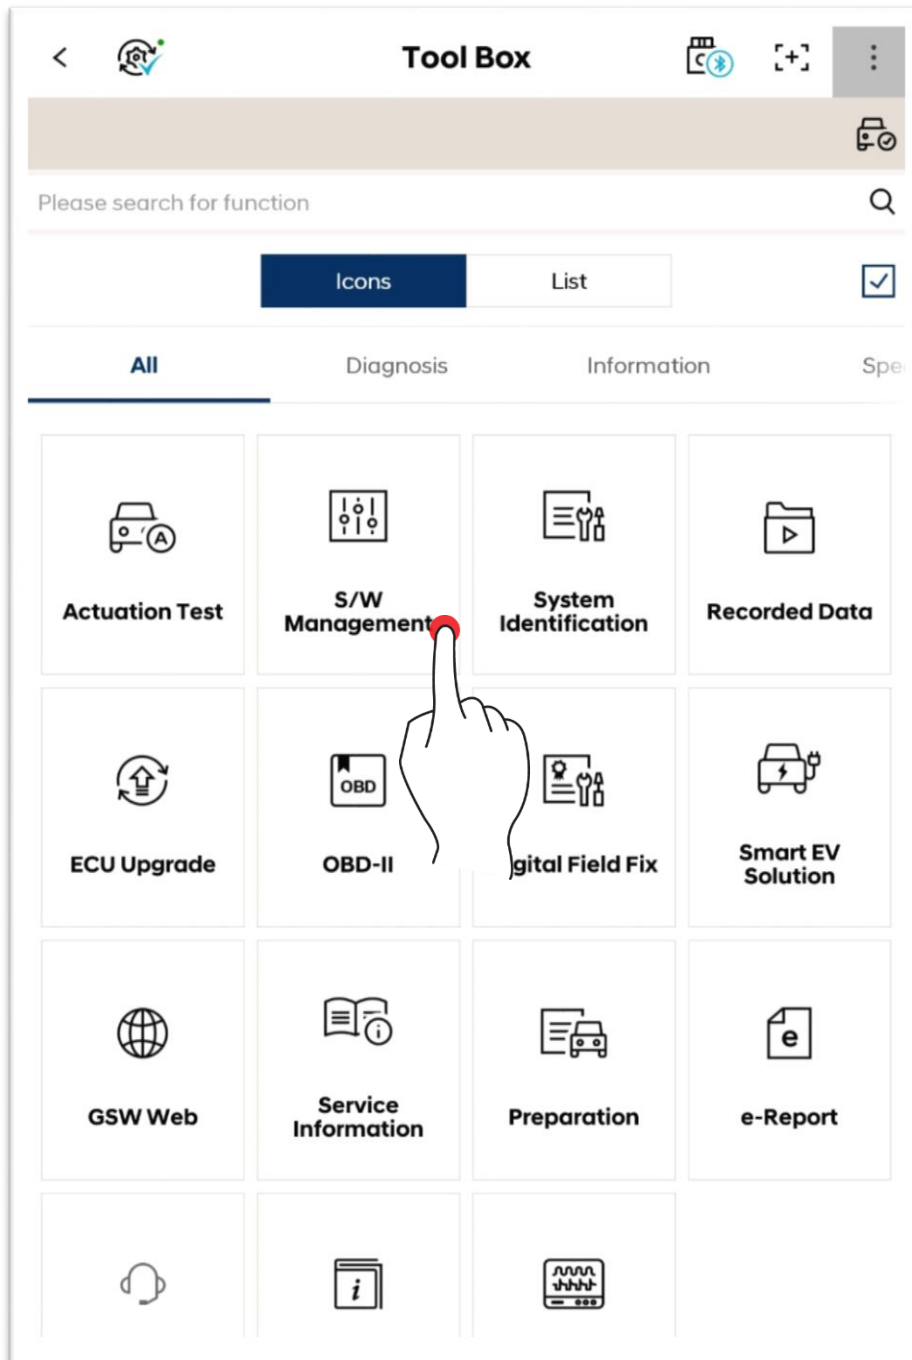 Tool Box
Please search for function
Icons
List
All
Diagnosis
Information
Spe
Actuation Test
S/W
Management
System
Identification
Recorded Data
A
ECU Upgrade
OBD
OBD-II
gital Field Fix
Smart EV
Solution
GSW Web
Service
Information
Preparation
e
e-Report
i